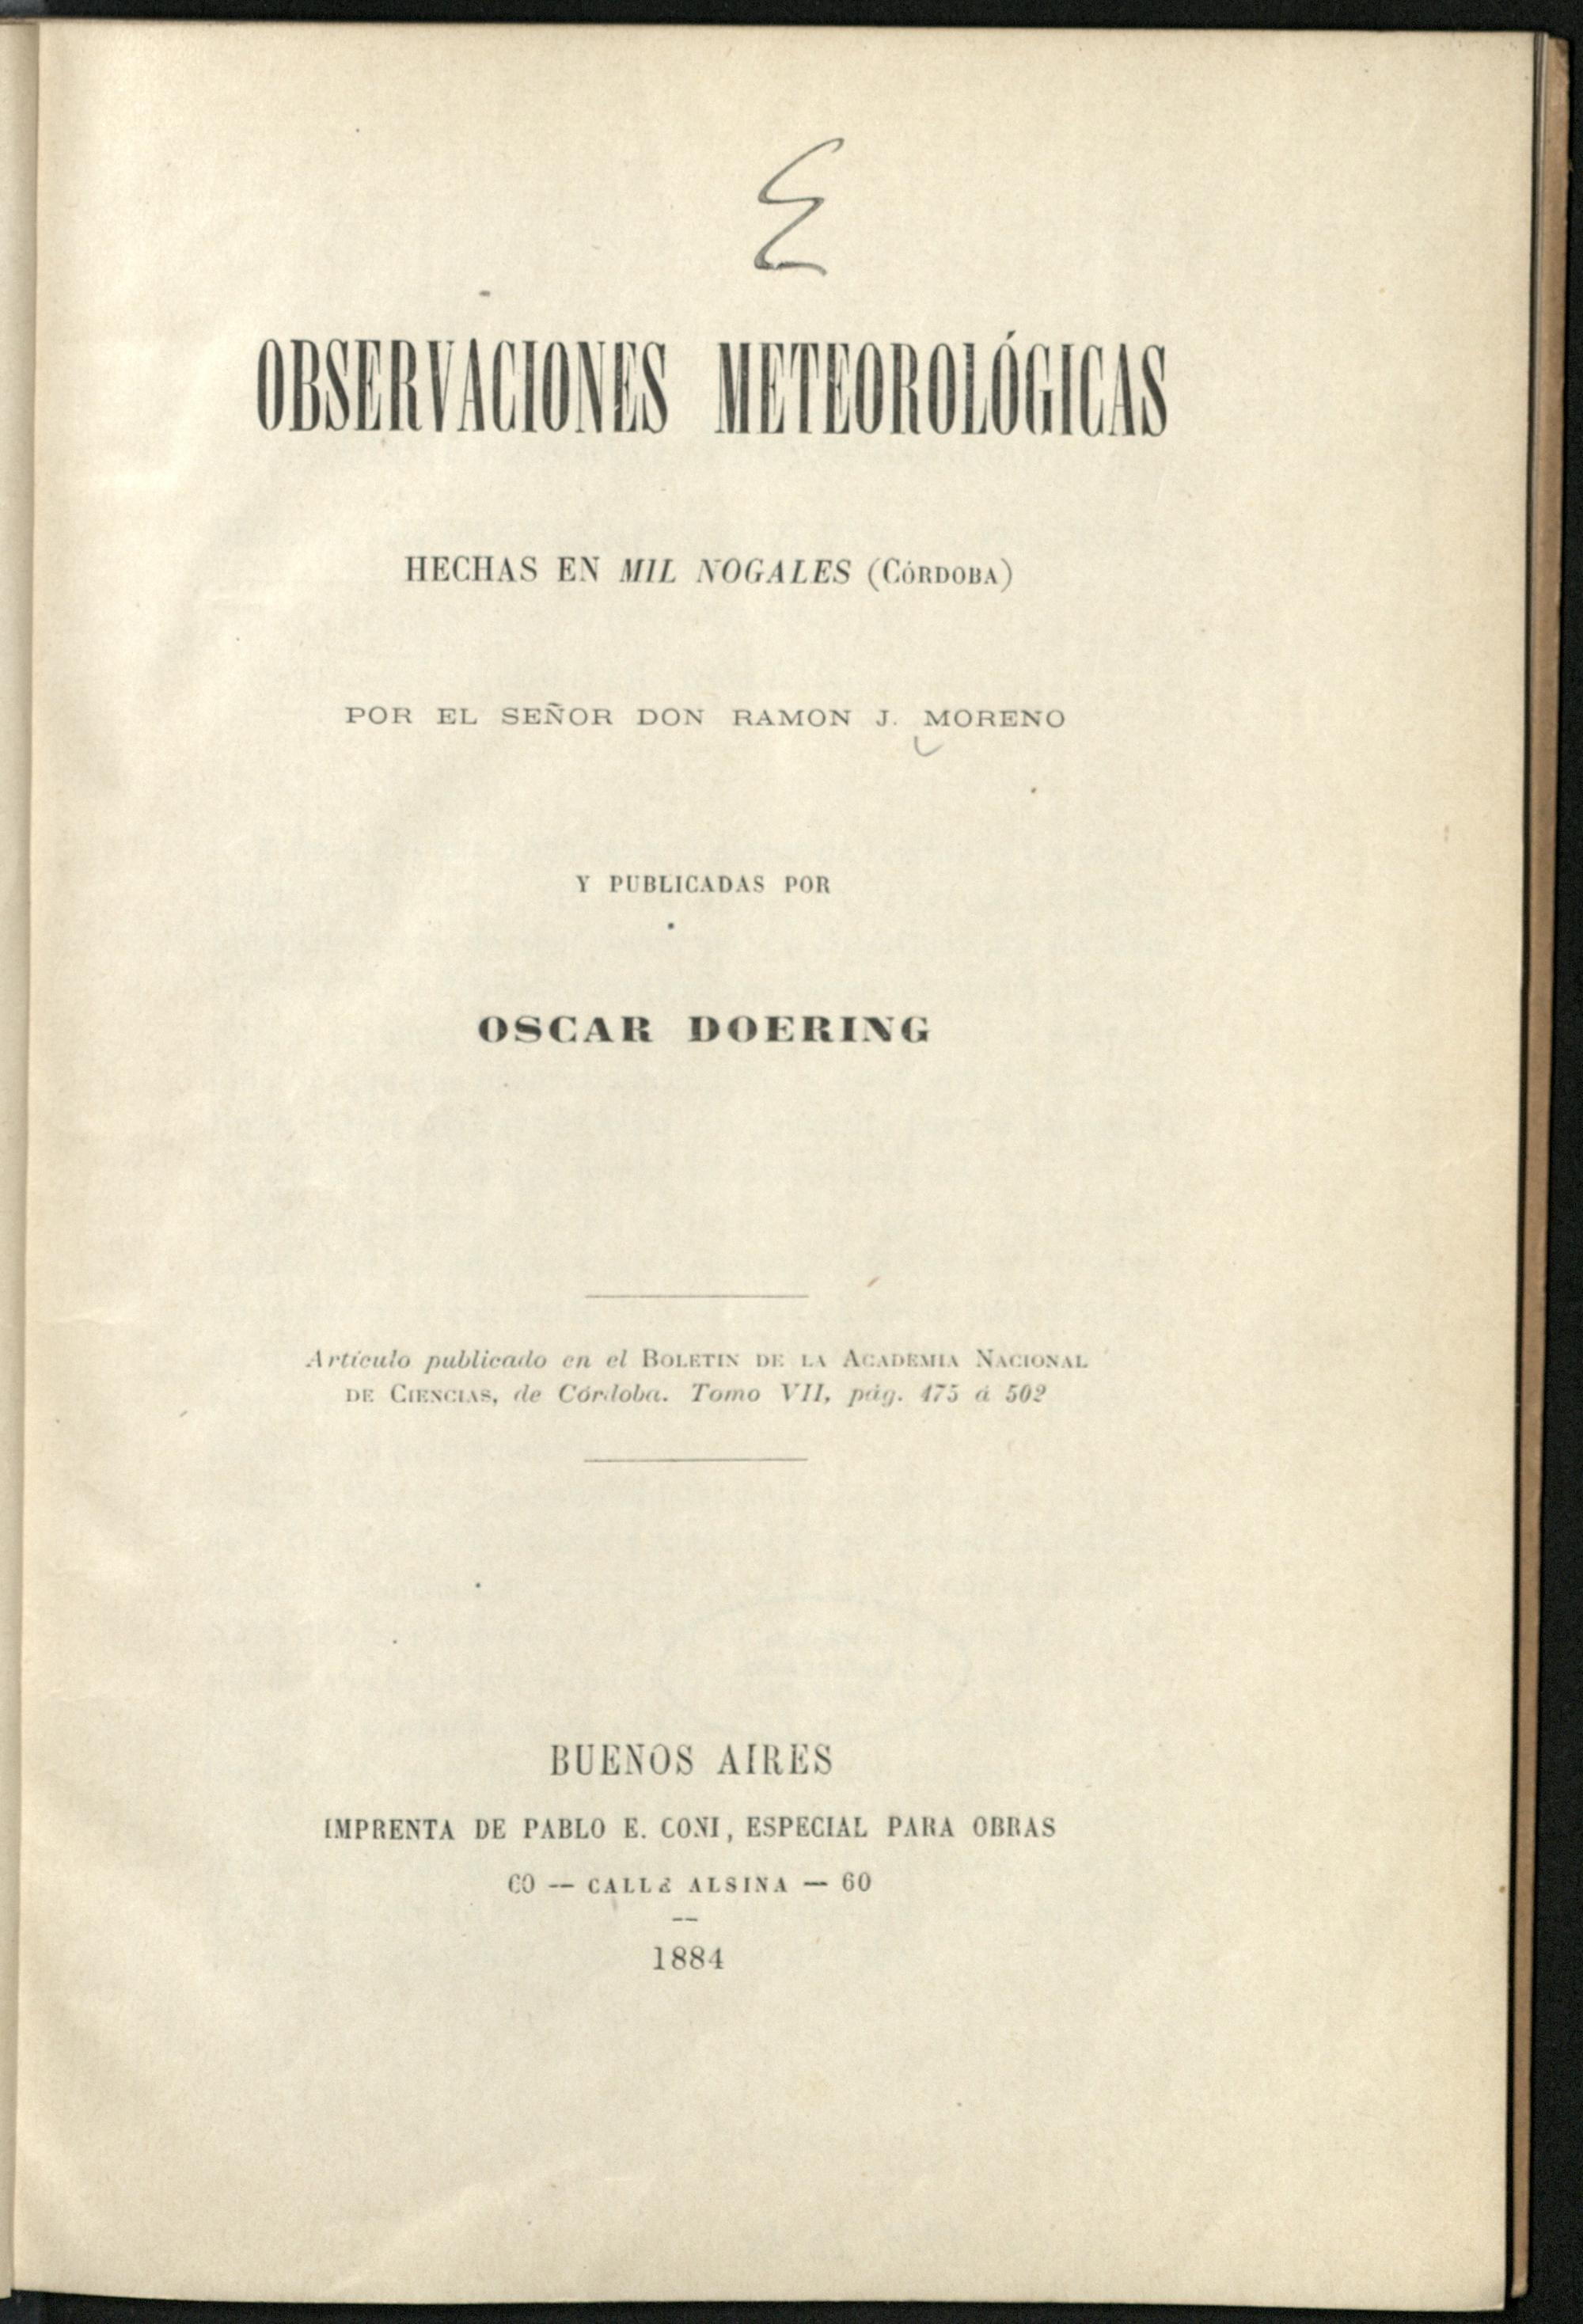 OBSERVACIONES METEOROLÓGICAS
HECHAS EN MIL NOGALES (CÓRDOBA)
POR EL SEÑOR DON RAMON J. MORENO
Y PUBLICADAS POR
OSCAR DOERING
Artículo publicado en el BOLETIN DE LA ACADEMIA NACIONAL
DE CIENCIAS, de Córdoba. Tomo VII, pág. 475 á 502
BUENOS AIRES
IMPRENTA DE PABLO E. CONI, ESPECIAL PARA OBRAS
60 — CALLE ALSINA — 60
1884